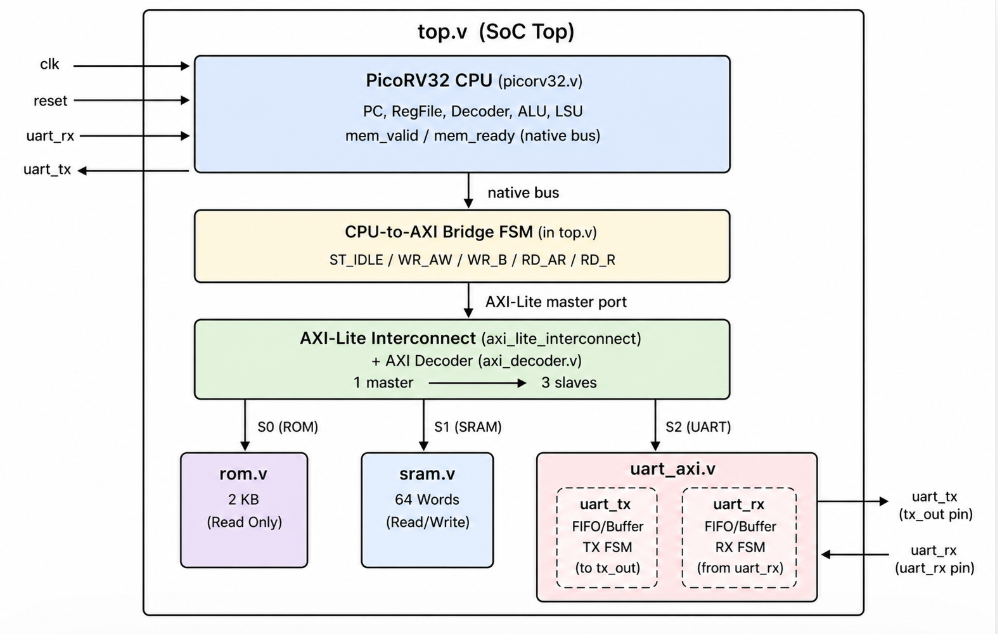 top.v (SoC Top)
clk
reset
uart_rx
uart_tx
PicoRV32 CPU (picorv32.v)
PC, RegFile, Decoder, ALU, LSU
mem_valid / mem_ready (native bus)
native bus
CPU-to-AXI Bridge FSM (in top.v)
ST_IDLE / WR_AW / WR_B / RD_AR / RD_R
AXI-Lite master port
AXI-Lite Interconnect (axi_lite_interconnect)
+ AXI Decoder (axi_decoder.v)
1 master 3 slaves
S0 (ROM)
S1 (SRAM)
S2 (UART)
rom.v
2 KB
(Read Only)
sram.v
64 Words
(Read/Write)
uart_axi.v
uart_tx
FIFO/Buffer
TX FSM
(to tx_out)
uart_rx
FIFO/Buffer
RX FSM
(from uart_rx)
uart_tx
(tx_out pin)
uart_rx
(uart_rx pin)